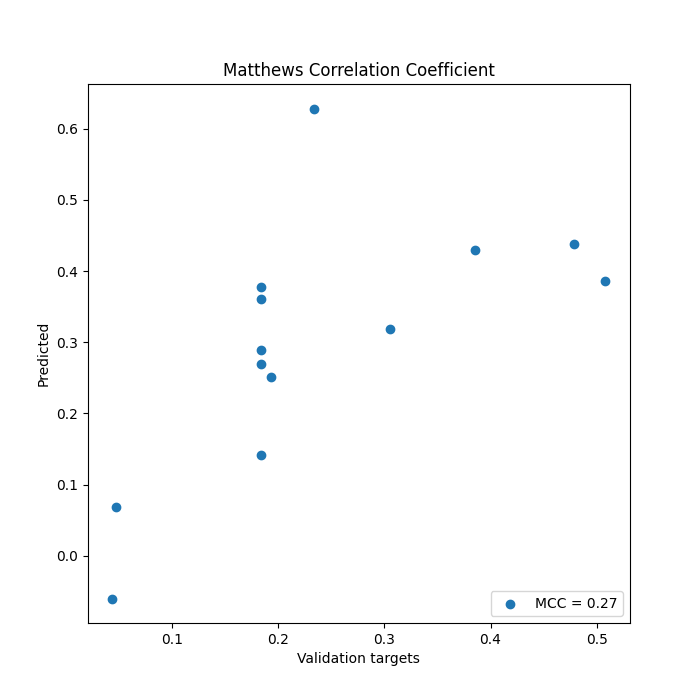 Matthews Correlation Coefficient
0.6
0.5
0.4
0.3
0.2
0.1
0.0
Predicted
MCC = 0.27
0.1 0.2 0.3 0.4 0.5
Validation targets